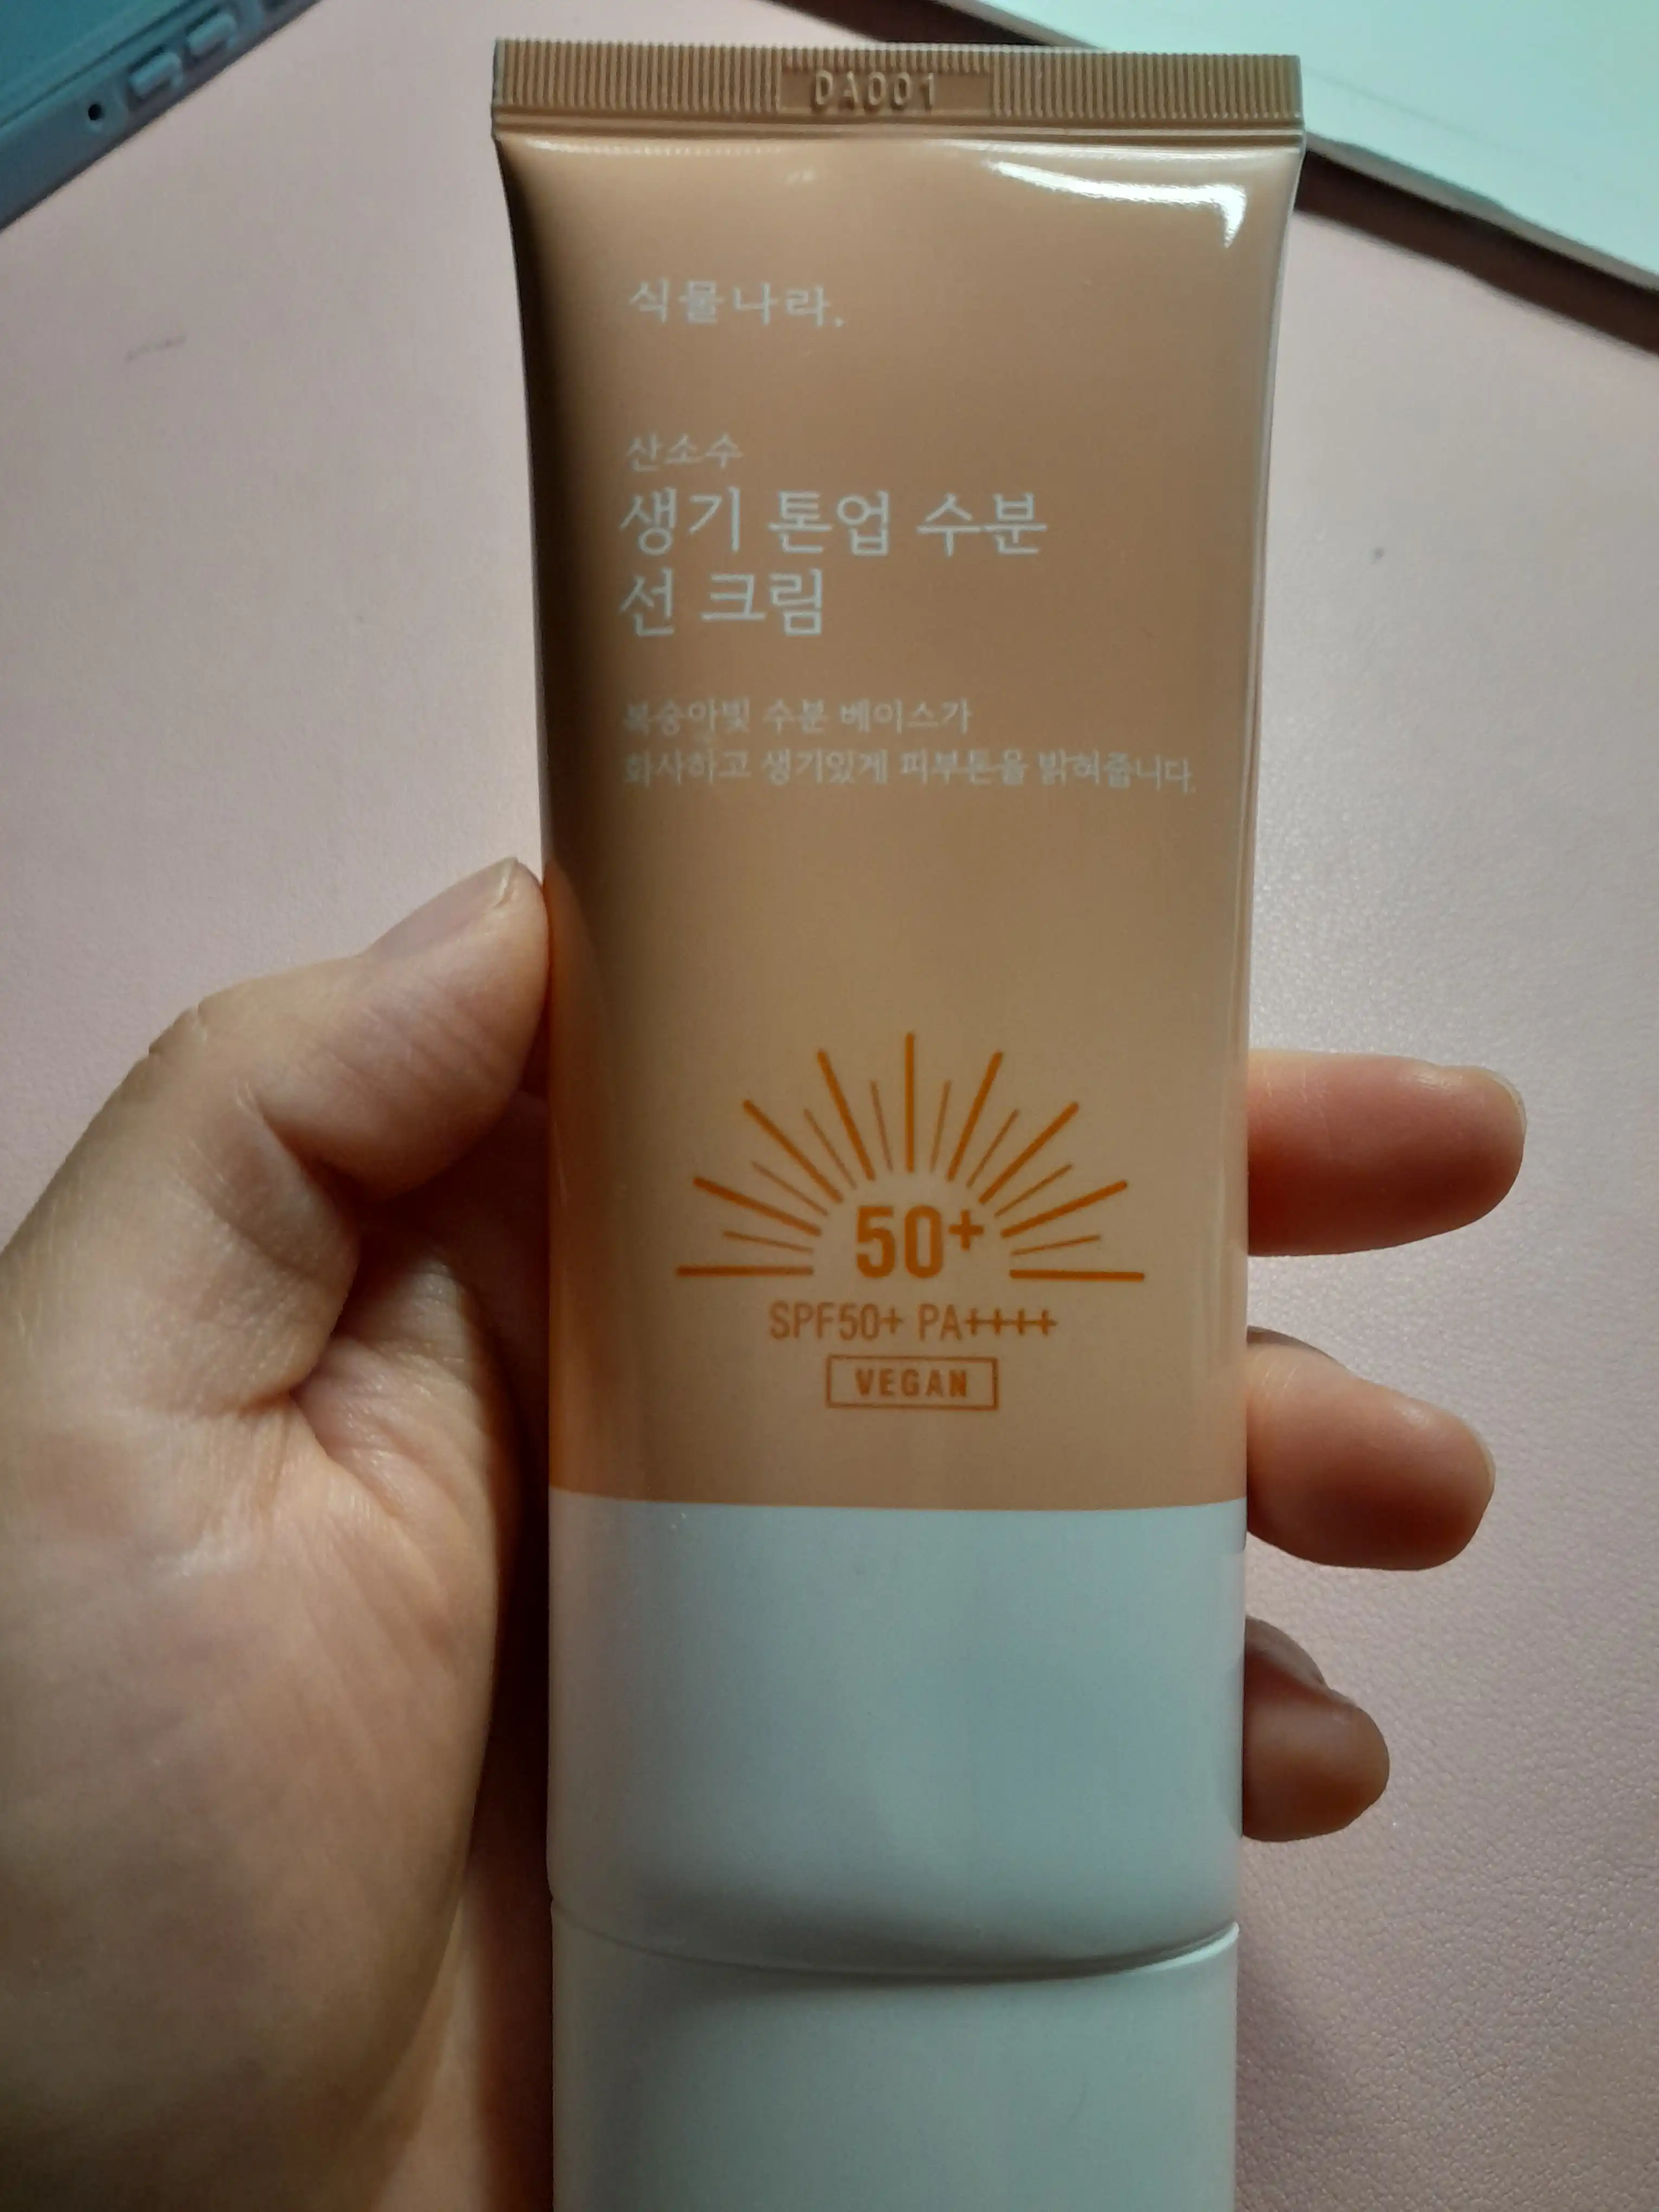 DA001
식물나라.
산소수
생기 톤업 수분
선 크림
복숭아빛 수분 베이스가
화사하고 생기있게 피부톤을 밝혀줍니다.
50+
SPF50+ PA++++
VEGAN